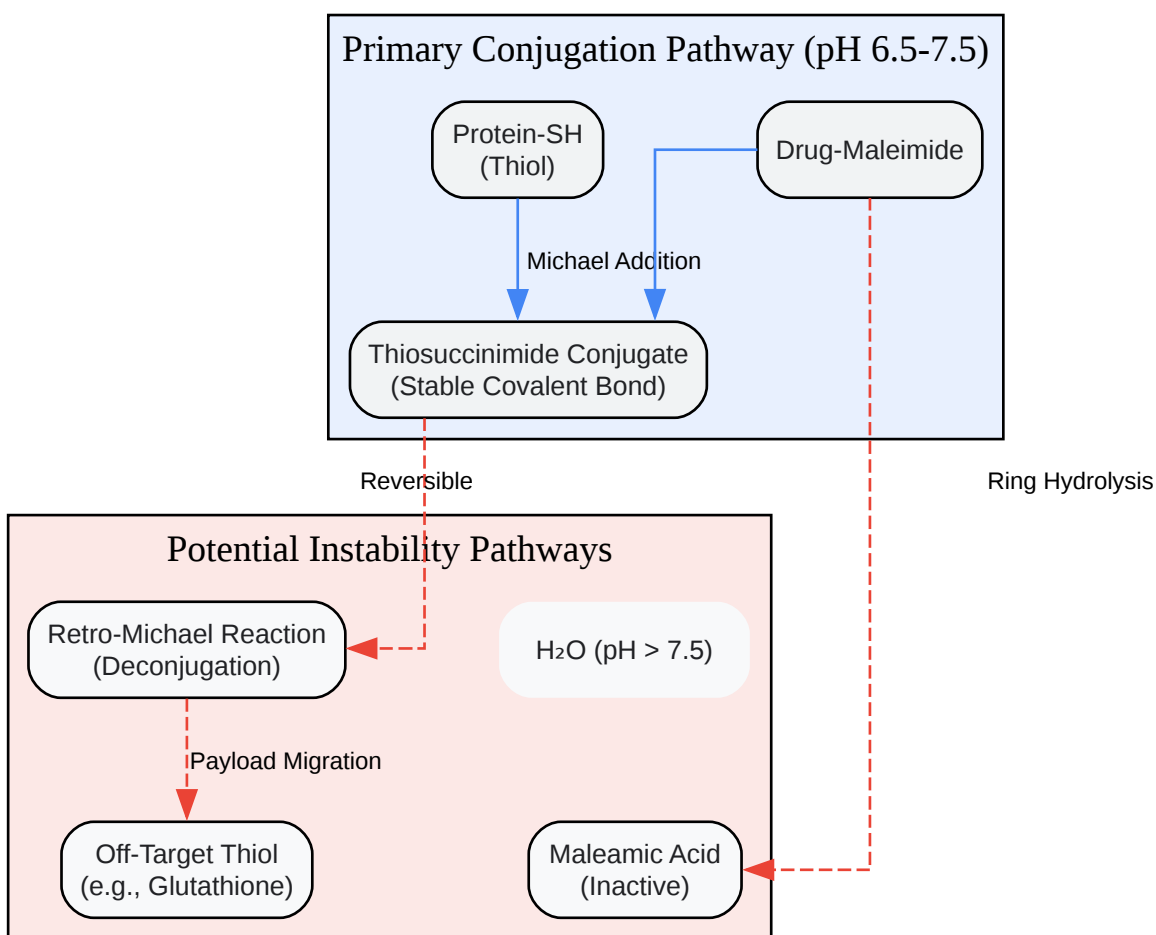 Primary Conjugation Pathway (pH 6.5-7.5)
Protein-SH
(Thiol)
Drug-Maleimide
Michael Addition
Thiosuccinimide Conjugate
(Stable Covalent Bond)
Reversible
Ring Hydrolysis
Potential Instability Pathways
Retro-Michael Reaction
(Deconjugation)
H₂O (pH > 7.5)
Payload Migration
Off-Target Thiol
(e.g., Glutathione)
Maleamic Acid
(Inactive)